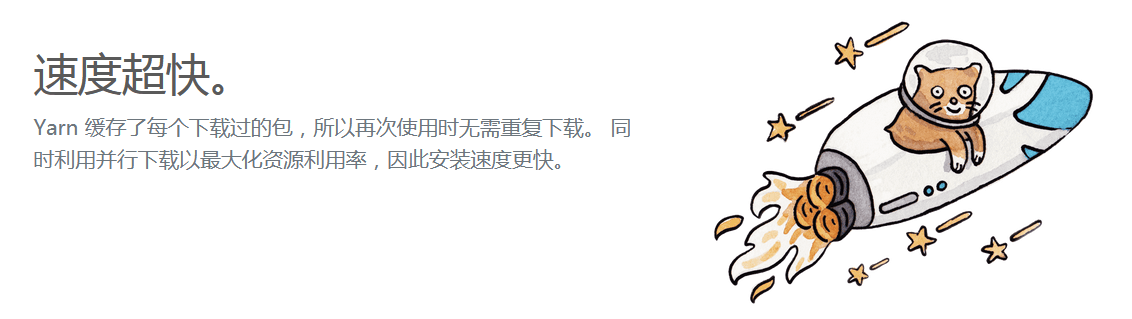 速度超快。
Yarn 缓存了每个下载过的包，所以再次使用时无需重复下载。 同
时利用并行下载以最大化资源利用率，因此安装速度更快。